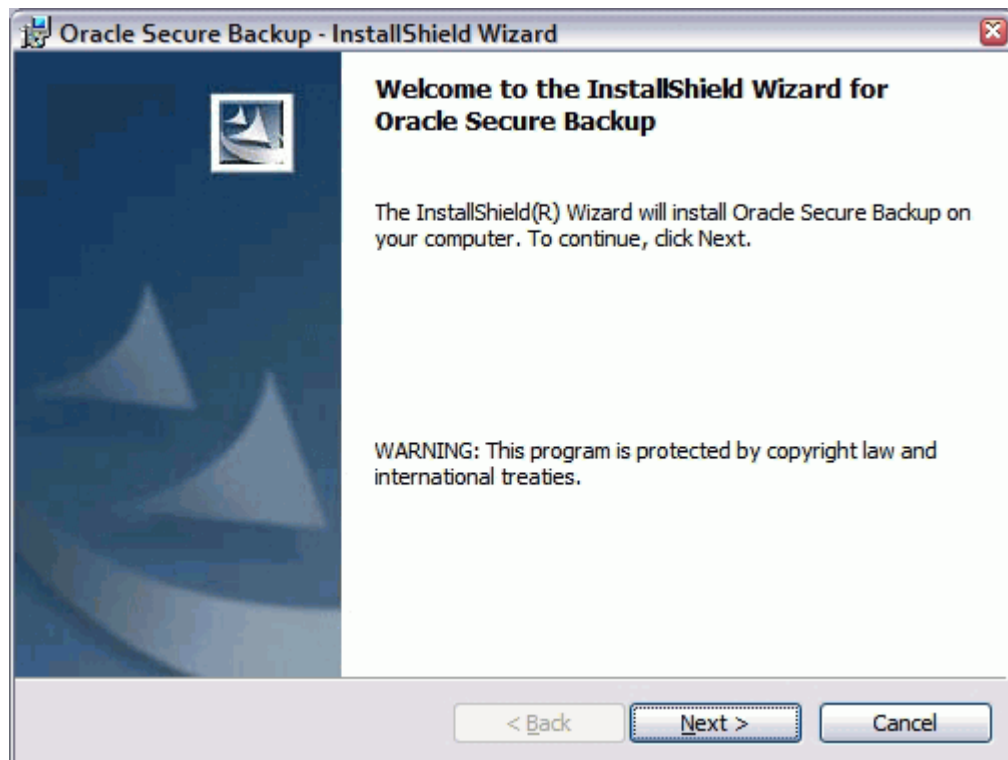 Oracle Secure Backup - InstallShield Wizard
Welcome to the InstallShield Wizard for
Oracle Secure Backup
The InstallShield(R) Wizard will install Oracle Secure Backup on
your computer. To continue, click Next.
WARNING: This program is protected by copyright law and
international treaties.
< Back
Next >
Cancel